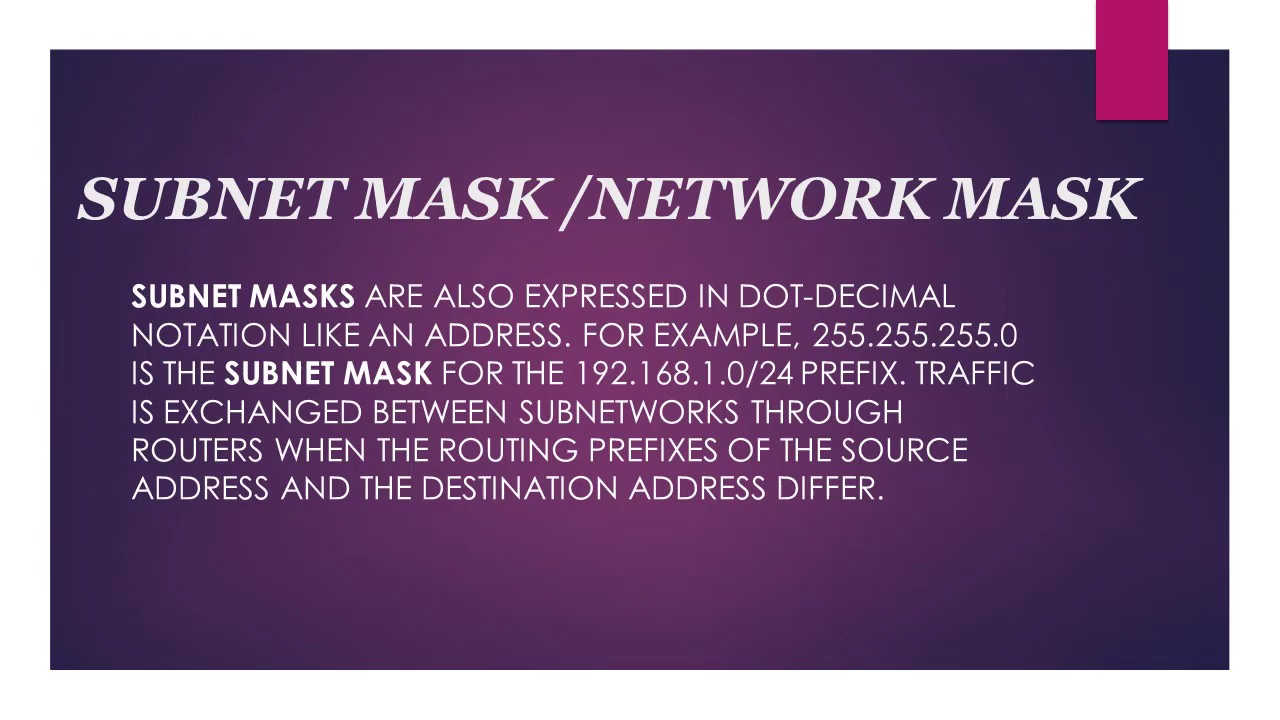 SUBNET MASK /NETWORK MASK
SUBNET MASKS ARE ALSO EXPRESSED IN DOT-DECIMAL
NOTATION LIKE AN ADDRESS. FOR EXAMPLE, 255.255.255.0
IS THE SUBNET MASK FOR THE 192.168.1.0/24 PREFIX. TRAFFIC
IS EXCHANGED BETWEEN SUBNETWORKS THROUGH
ROUTERS WHEN THE ROUTING PREFIXES OF THE SOURCE
ADDRESS AND THE DESTINATION ADDRESS DIFFER.